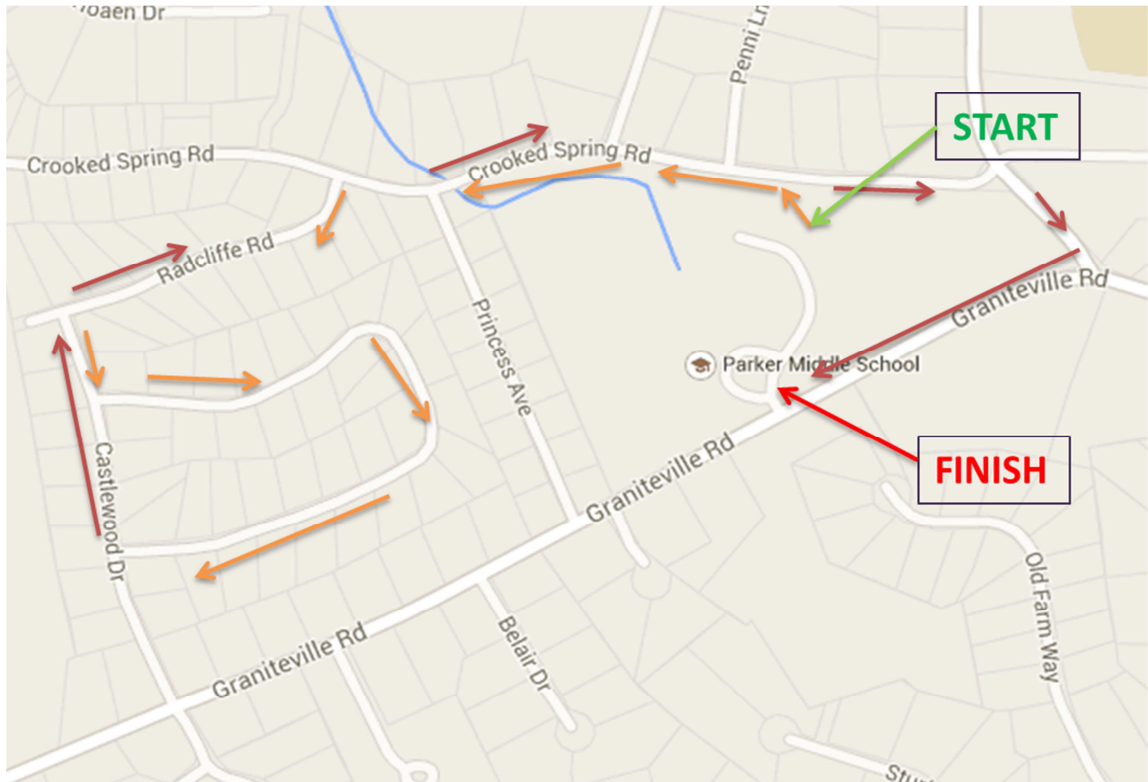 Penni Ln
START
Crooked Spring Rd
Crooked Spring Rd
Radcliffe Rd
Graniteville Rd
Princess Ave
Parker Middle School
Castlewood Dr
Graniteville Rd
FINISH
Old Farm Way
Graniteville Rd
Belair Dr